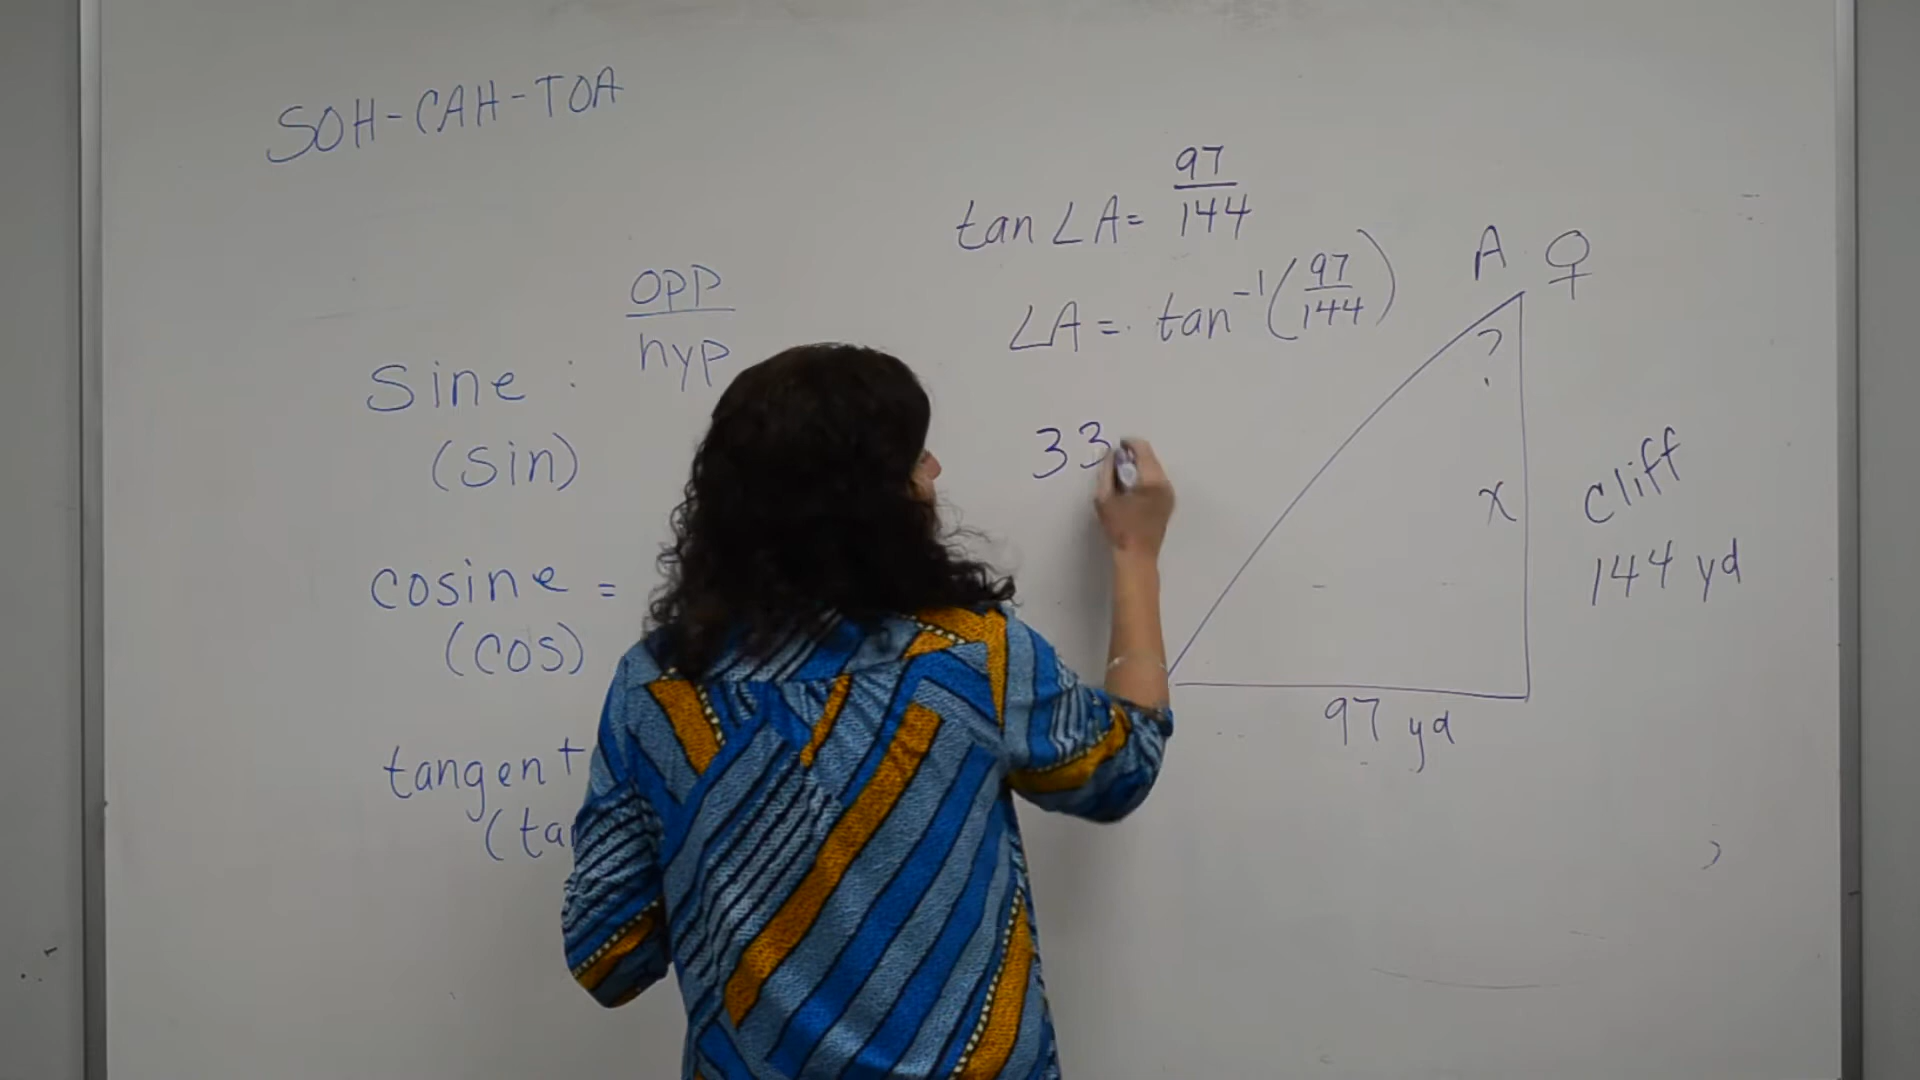 SOH-CAH-TOA
opp
hyp
Sine :
(sin)
cosine =
(cos)
tangent
(tan
tan ∠A = 97/144
∠A = tan⁻¹(97/144)
33
A
?
x
cliff
144 yd
97 yd